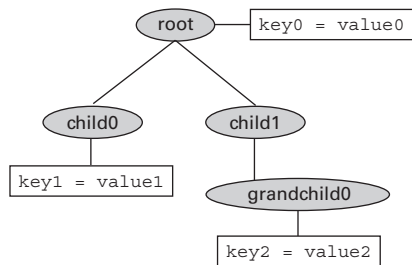 root
key0 = value0
child0
child1
key1 = value1
grandchild0
key2 = value2